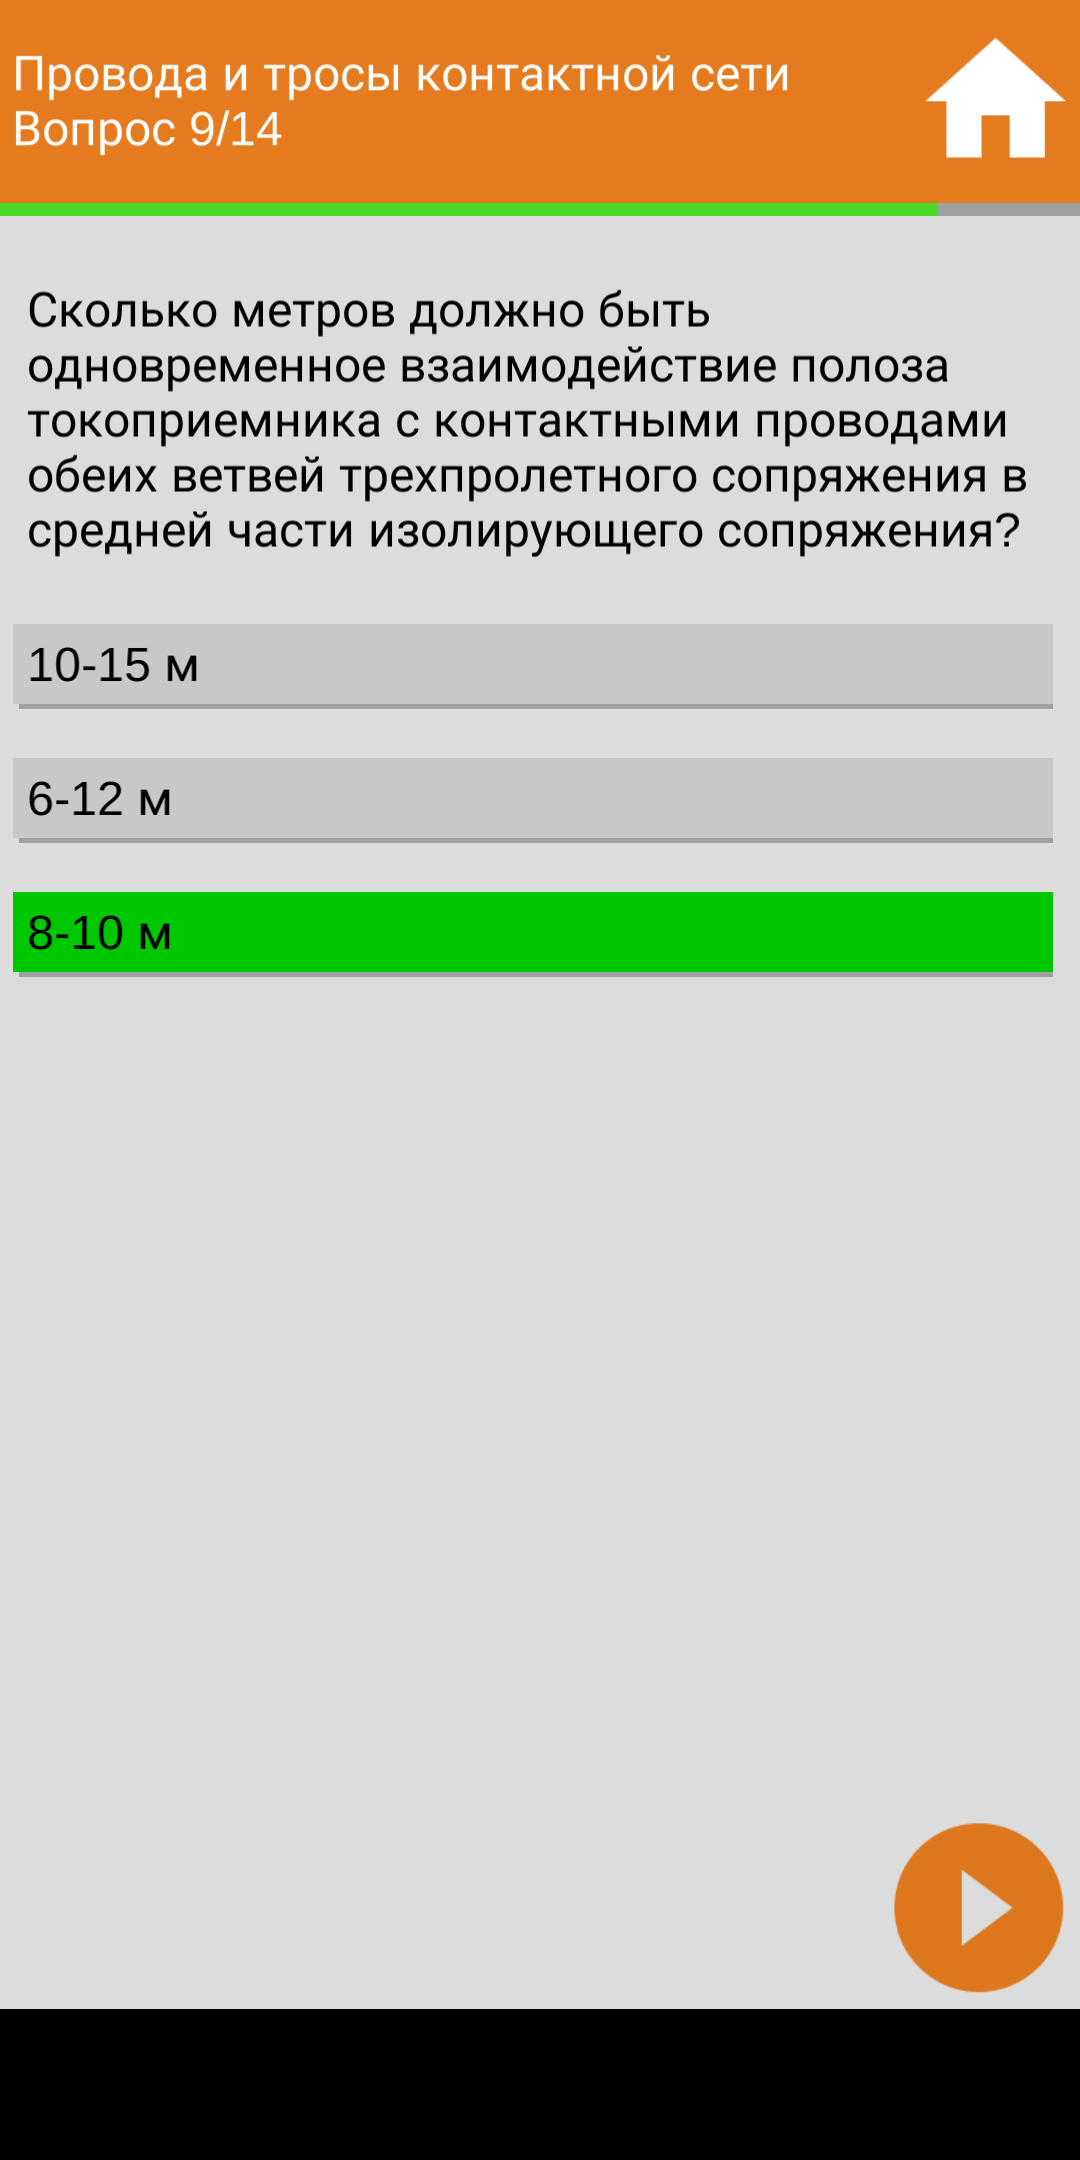 Провода и тросы контактной сети
Вопрос 9/14
Сколько метров должно быть
одновременное взаимодействие полоза
токоприемника с контактными проводами
обеих ветвей трехпролетного сопряжения в
средней части изолирующего сопряжения?
10-15 м
6-12 м
8-10 м